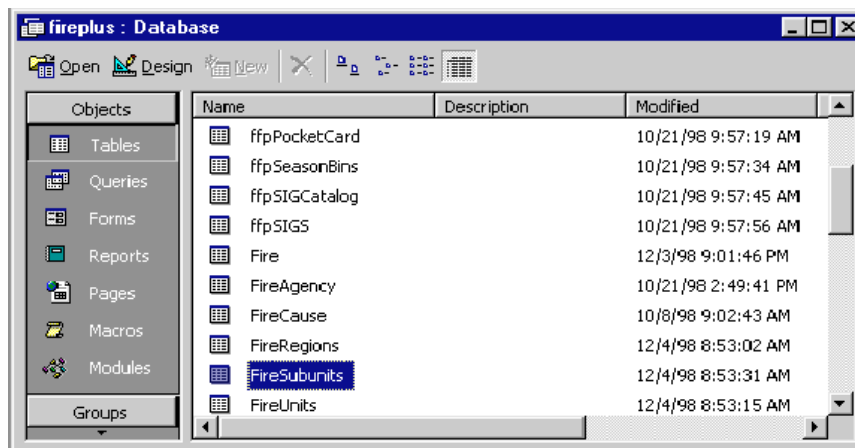 fireplus : Database
Open Design New
Objects
Tables
Queries
Forms
Reports
Pages
Macros
Modules
Groups
Name Description Modified
ffpPocketCard 10/21/98 9:57:19 AM
ffpSeasonBins 10/21/98 9:57:34 AM
ffpSIGCatalog 10/21/98 9:57:45 AM
ffpSIGS 10/21/98 9:57:56 AM
Fire 12/3/98 9:01:46 PM
FireAgency 10/21/98 2:49:41 PM
FireCause 10/8/98 9:02:43 AM
FireRegions 12/4/98 8:53:02 AM
FireSubunits 12/4/98 8:53:31 AM
FireUnits 12/4/98 8:53:15 AM